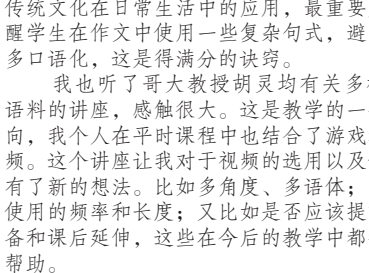 传统文化在日常生活中的应用，最重要
醒学生在作文中使用一些复杂句式，避
多口语化，这是得满分的诀窍。
我也听了哥大教授胡灵均有关多
语料的讲座，感触很大。这是教学的一
向，我个人在平时课程中也结合了游戏
频。这个讲座让我对于视频的选用以及
有了新的想法。比如多角度、多语体；
使用的频率和长度；又比如是否应该提
备和课后延伸，这些在今后的教学中都
帮助。